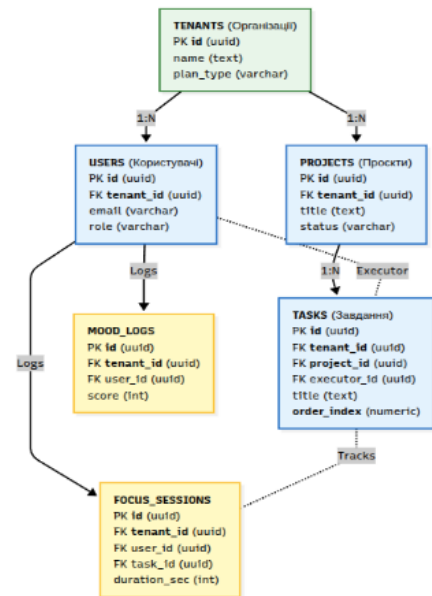 TENANTS (Організації)
PK id (uuid)
name (text)
plan_type (varchar)
1:N
1:N
USERS (Користувачі)
PK id (uuid)
FK tenant_id (uuid)
email (varchar)
role (varchar)
PROJECTS (Проєкти)
PK id (uuid)
FK tenant_id (uuid)
title (text)
status (varchar)
Logs
1:N
Executor
MOOD_LOGS
PK id (uuid)
FK tenant_id (uuid)
FK user_id (uuid)
score (int)
TASKS (Завдання)
PK id (uuid)
FK tenant_id (uuid)
FK project_id (uuid)
FK executor_id (uuid)
title (text)
order_index (numeric)
Logs
Tracks
FOCUS_SESSIONS
PK id (uuid)
FK tenant_id (uuid)
FK user_id (uuid)
FK task_id (uuid)
duration_sec (int)